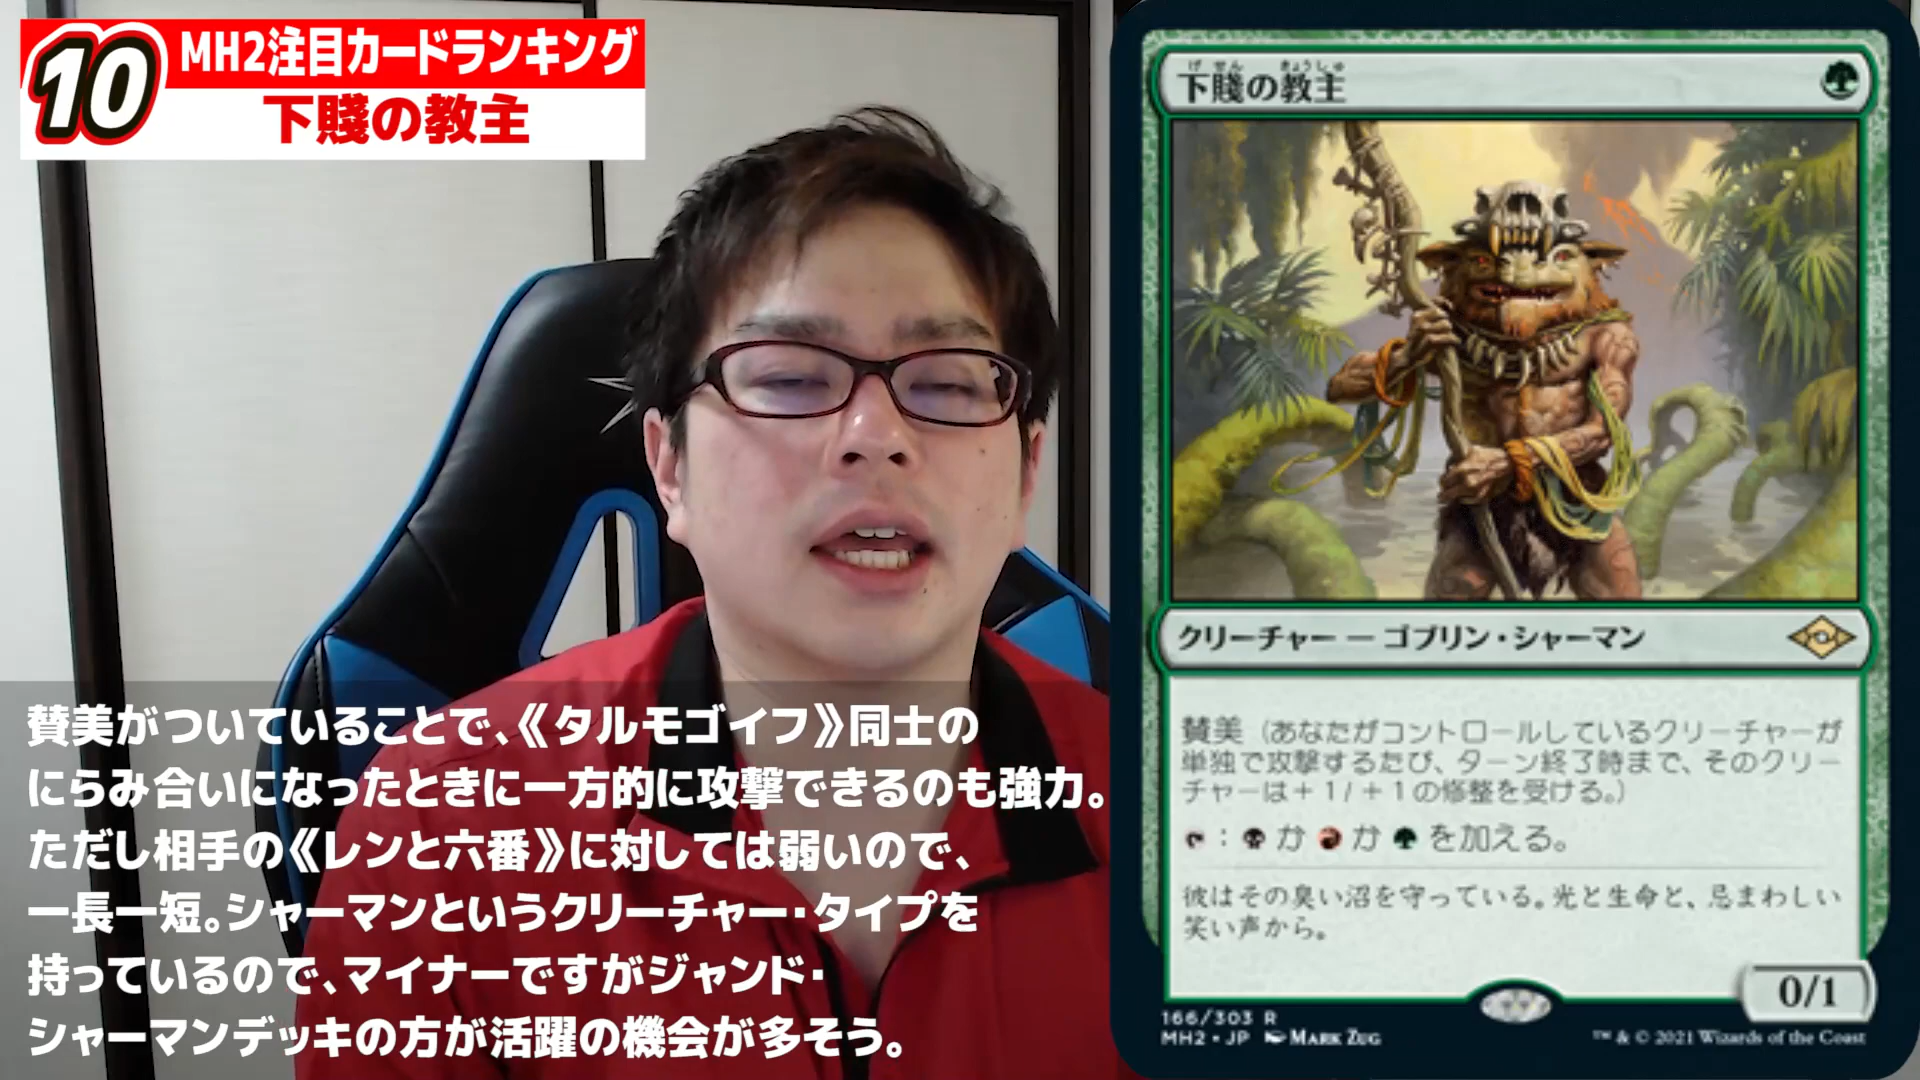 10
MH2注目カードランキング
下賤の教主
賛美がついていることで、《タルモゴイフ》同士の
にらみ合いになったときに一方的に攻撃できるのも強力。
ただし相手の《レンと六番》に対しては弱いので、
一長一短。シャーマンというクリーチャー・タイプを
持っているので、マイナーですがジャンド・
シャーマンデッキの方が活躍の機会が多そう。
げせん きょうしゅ
下賤の教主
クリーチャー — ゴブリン・シャーマン
賛美（あなたがコントロールしているクリーチャーが
単独で攻撃するたび、ターン終了時まで、そのクリー
チャーは＋1/＋1の修整を受ける。）
：か か を加える。
彼はその臭い沼を守っている。光と生命と、忌まわしい
笑い声から。
0/1
166/303 R
MH2・JP MARK ZUG
™ & © 2021 Wizards of the Coast